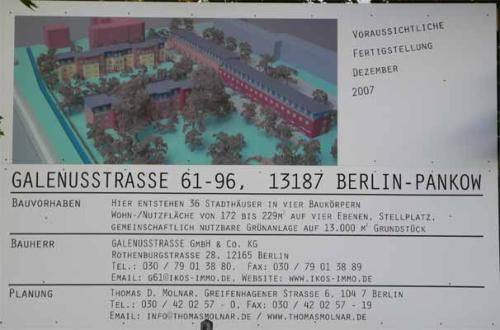 VORAUSSICHTLICHE
FERTIGSTELLUNG
DEZEMBER
2007
GALENUSSTRASSE 61-96, 13187 BERLIN-PANKOW
BAUVORHABEN HIER ENTSTEHEN 36 STADTHÄUSER IN VIER BAUKÖRPERN
WOHN-/NUTZFLÄCHE VON 172 BIS 229M² AUF VIER EBENEN, STELLPLATZ,
GEMEINSCHAFTLICH NUTZBARE GRÜNANLAGE AUF 13.000 M² GRUNDSTÜCK
BAUHERR GALENUSSTRASSE GMBH & CO. KG
ROTHENBURGSTRASSE 28, 12165 BERLIN
TEL.: 030 / 79 01 38 80. FAX: 030 / 79 01 38 89
EMAIL: G61@IKOS-IMMO.DE. WEBSITE: WWW.IKOS-IMMO.DE
PLANUNG THOMAS D. MOLNAR. GREIFENHAGENER STRASSE 6, 104 7 BERLIN
TEL.: 030 / 42 02 57 - 0. FAX: 030 / 42 02 57 - 19
EMAIL: INFO@THOMASMOLNAR.DE / WWW.THOMASMOLNAR.DE